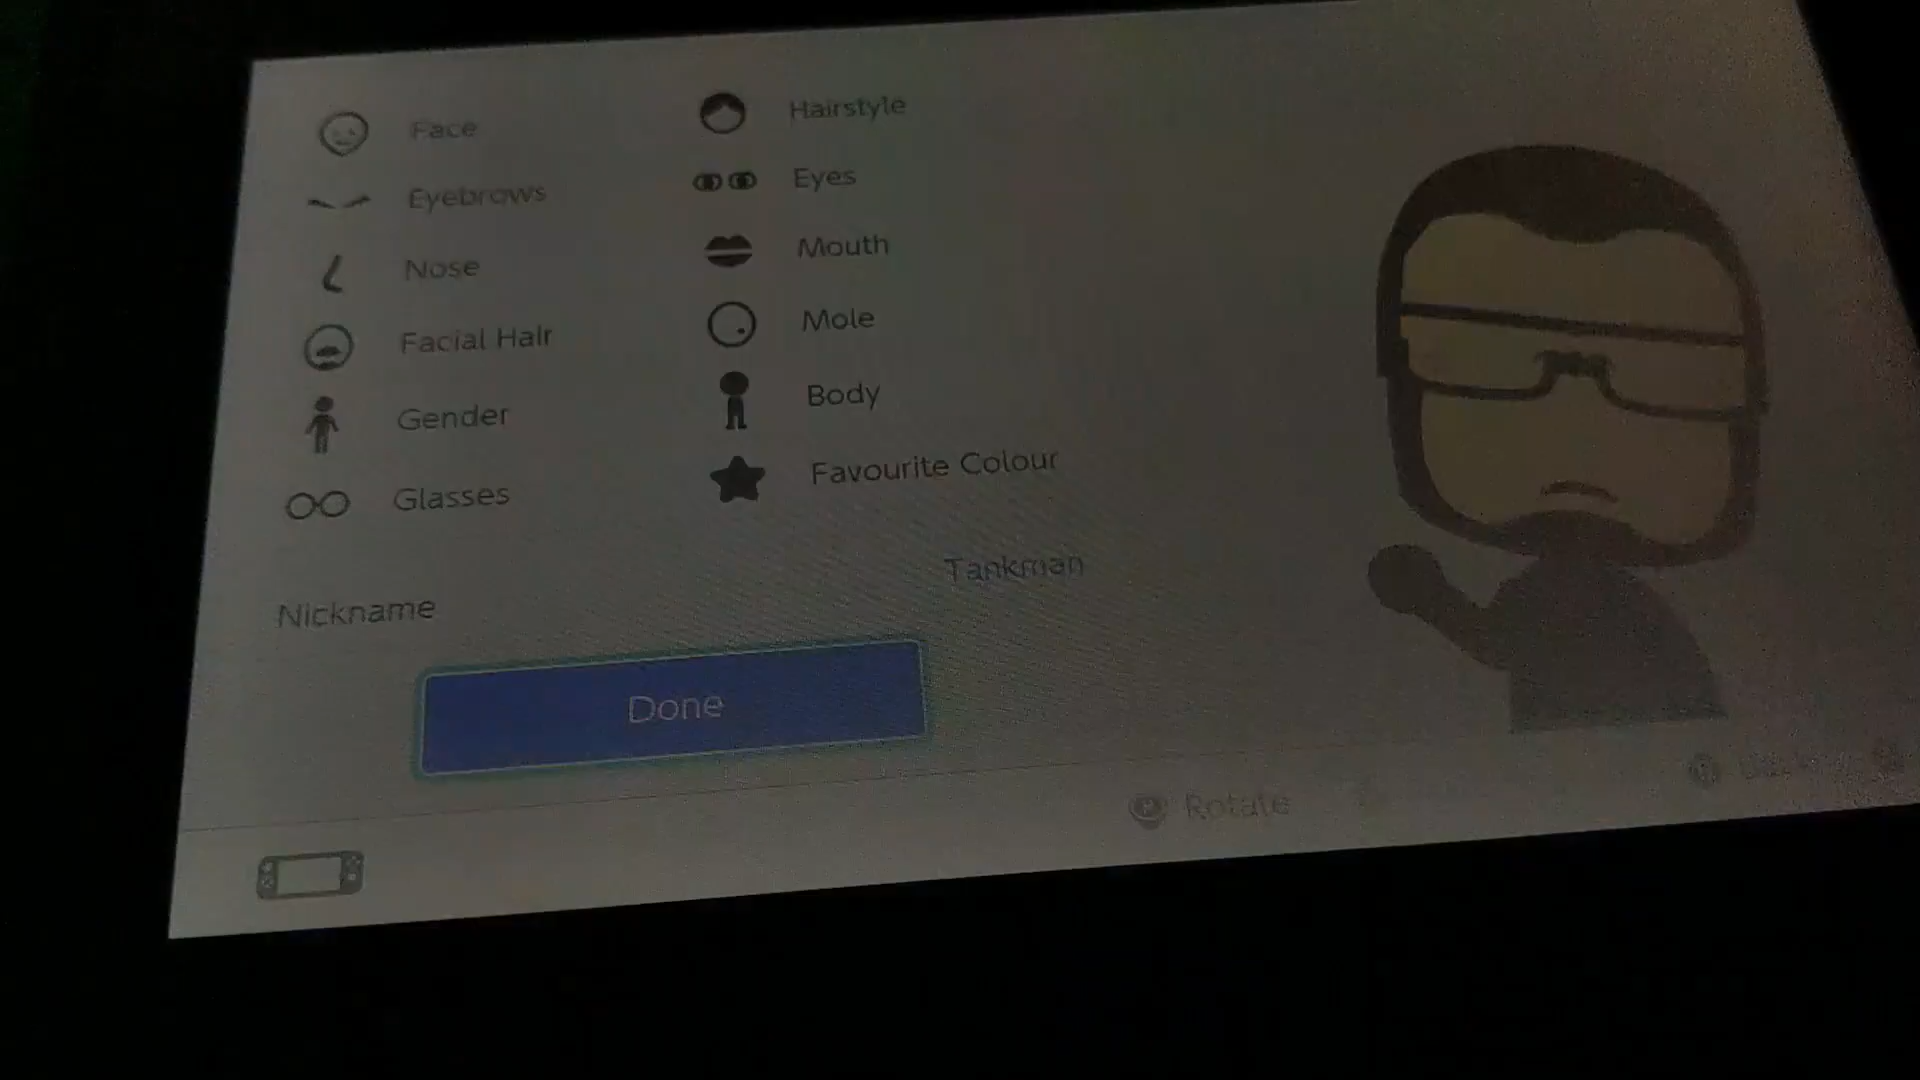 Face
Hairstyle
Eyebrows
Eyes
Nose
Mouth
Facial Hair
Mole
Gender
Body
Glasses
Favourite Colour
Nickname
Tankman
Done
Rotate